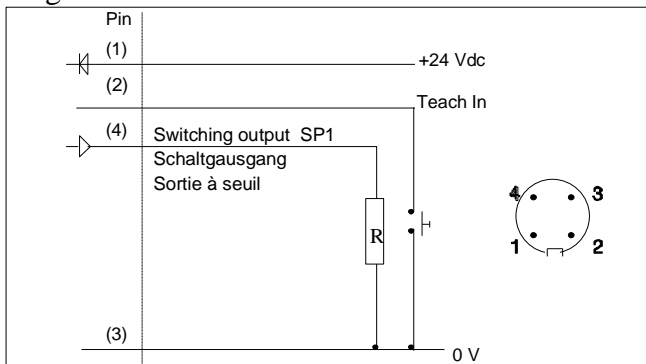 Pin
(1)
+24 Vdc
(2)
Teach In
(4)
Switching output SP1
Schaltgausgang
Sortie à seuil
4 3
R
1 2
(3)
0 V